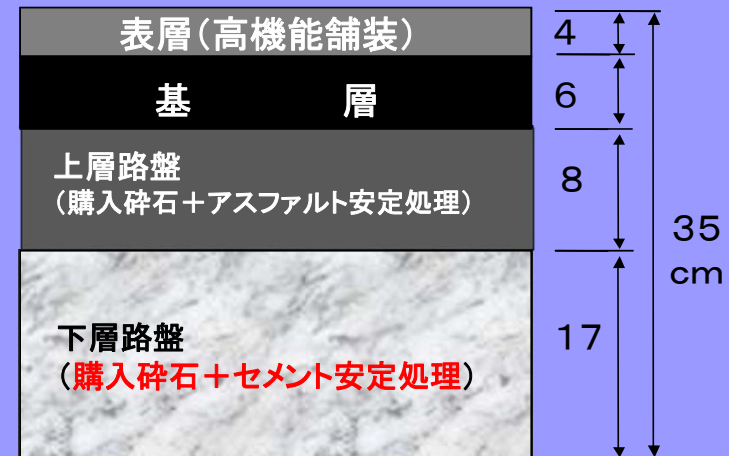 表層(高機能舗装)
4
基　層
6
上層路盤
(購入砕石＋アスファルト安定処理)
8
35
cm
下層路盤
(購入砕石＋セメント安定処理)
17